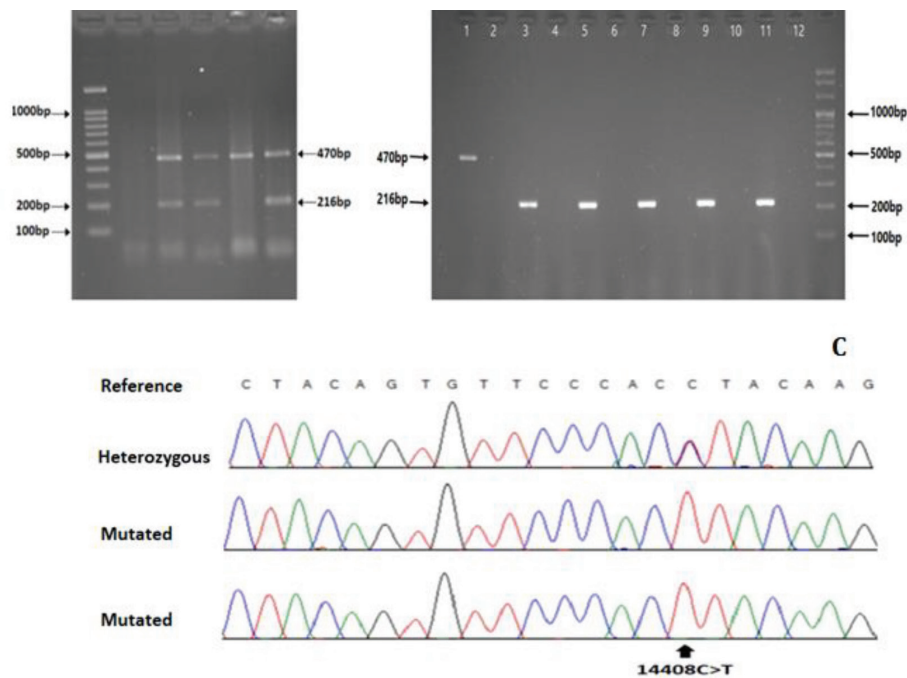 1000bp
500bp
200bp
100bp
470bp
216bp
1 2 3 4 5 6 7 8 9 10 11 12
470bp
216bp
1000bp
500bp
200bp
100bp
C
Reference C T A C A G T G T T C C C A C C T A C A A G
Heterozygous
Mutated
Mutated
14408C>T